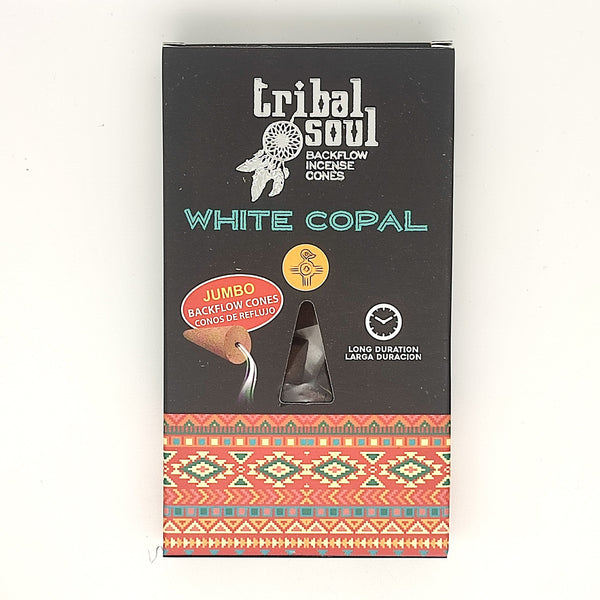 tribal
soul
BACKFLOW
INCENSE
CONES
WHITE COPAL
JUMBO
BACKFLOW CONES
CONOS DE REFLUJO
LONG DURATION
LARGA DURACION